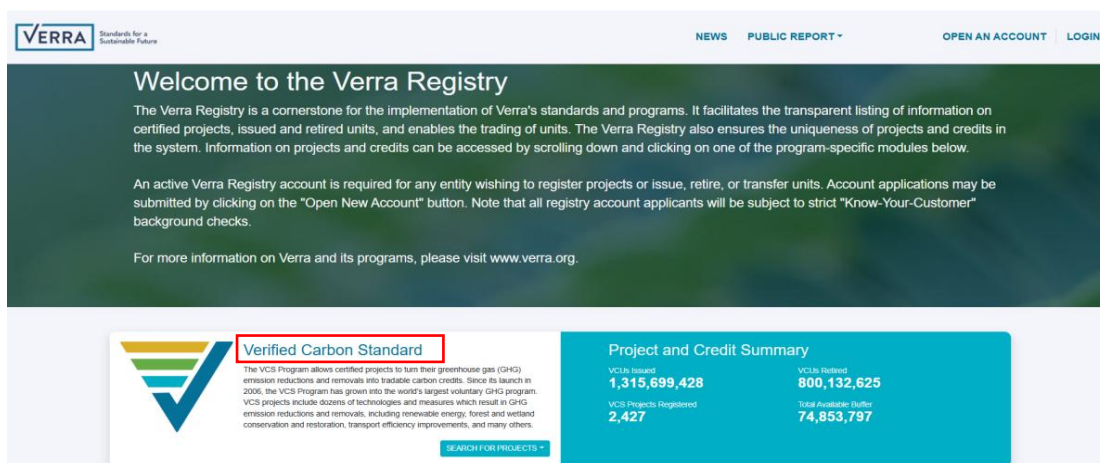 VERRA
Standards for a
Sustainable Future
NEWS
PUBLIC REPORT
OPEN AN ACCOUNT
LOGIN
Welcome to the Verra Registry
The Verra Registry is a cornerstone for the implementation of Verra's standards and programs. It facilitates the transparent listing of information on
certified projects, issued and retired units, and enables the trading of units. The Verra Registry also ensures the uniqueness of projects and credits in
the system. Information on projects and credits can be accessed by scrolling down and clicking on one of the program-specific modules below.
An active Verra Registry account is required for any entity wishing to register projects or issue, retire, or transfer units. Account applications may be
submitted by clicking on the "Open New Account" button. Note that all registry account applicants will be subject to strict "Know-Your-Customer"
background checks.
For more information on Verra and its programs, please visit www.verra.org.
Verified Carbon Standard
The VCS Program allows certified projects to turn their greenhouse gas (GHG)
emission reductions and removals into tradable carbon credits. Since its launch in
2006, the VCS Program has grown into the world's largest voluntary GHG program.
VCS projects include dozens of technologies and measures which result in GHG
emission reductions and removals, including renewable energy, forest and wetland
conservation and restoration, transport efficiency improvements, and many others.
SEARCH FOR PROJECTS
Project and Credit Summary
VCUs Issued
1,315,699,428
VCUs Retired
800,132,625
VCS Projects Registered
2,427
Total Available Buffer
74,853,797